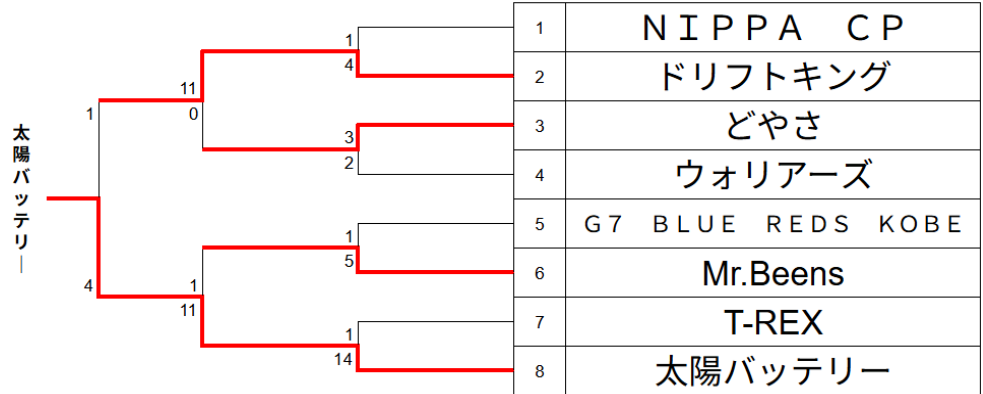 1 ＮＩＰＰＡ　ＣＰ
1
4
2 ドリフトキング
11
0
1
3 どやさ
3
2
4 ウォリアーズ
太陽バッテリー
5 Ｇ７　ＢＬＵＥ　ＲＥＤＳ　ＫＯＢＥ
1
5
6 Mr.Beens
4
1
11
7 T-REX
1
14
8 太陽バッテリー